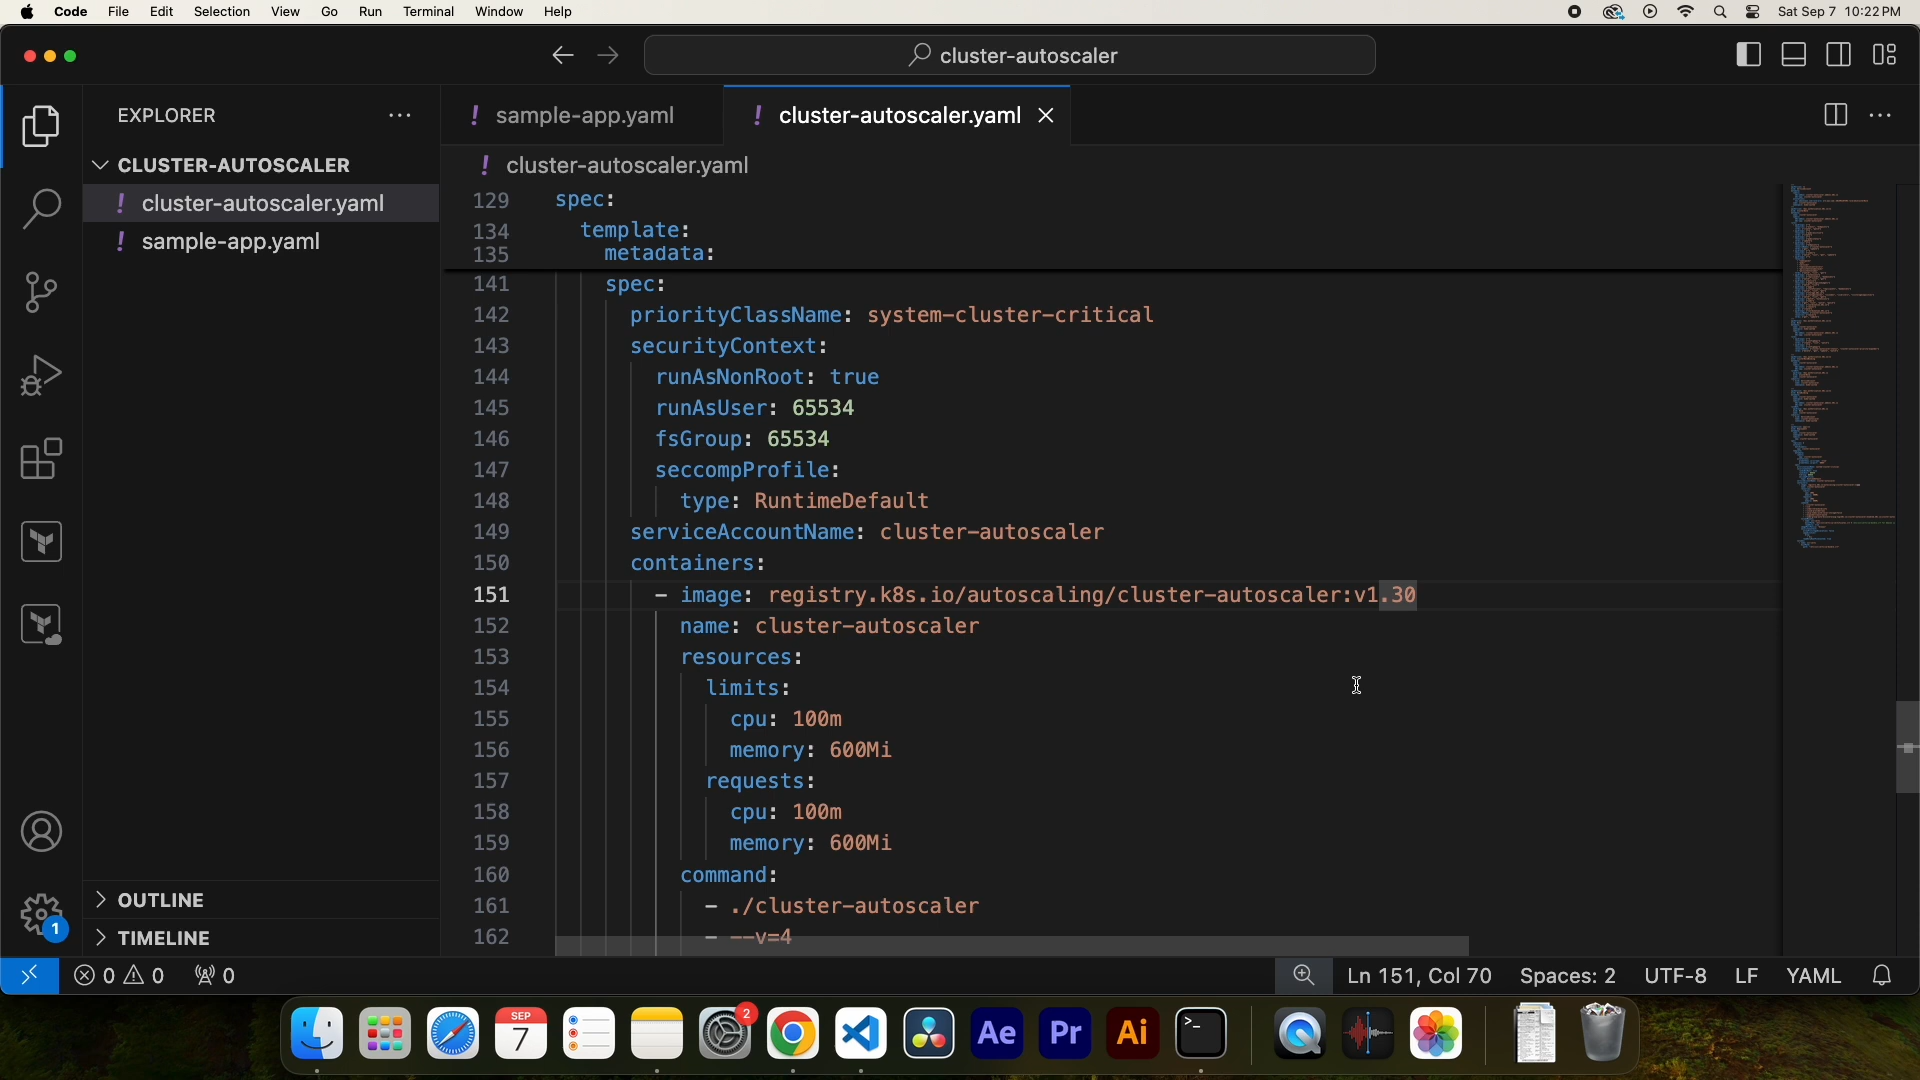 Code File Edit Selection View Go Run Terminal Window Help Sat Sep 7 10:22 PM
cluster-autoscaler
EXPLORER
CLUSTER-AUTOSCALER
cluster-autoscaler.yaml
sample-app.yaml
OUTLINE
TIMELINE
! sample-app.yaml ! cluster-autoscaler.yaml
! cluster-autoscaler.yaml
129 spec:
134 template:
135 metadata:
141 spec:
142 priorityClassName: system-cluster-critical
143 securityContext:
144 runAsNonRoot: true
145 runAsUser: 65534
146 fsGroup: 65534
147 seccompProfile:
148 type: RuntimeDefault
149 serviceAccountName: cluster-autoscaler
150 containers:
151 - image: registry.k8s.io/autoscaling/cluster-autoscaler:v1.30
152 name: cluster-autoscaler
153 resources:
154 limits:
155 cpu: 100m
156 memory: 600Mi
157 requests:
158 cpu: 100m
159 memory: 600Mi
160 command:
161 - ./cluster-autoscaler
162 - --v=4
1
0 0 0 Ln 151, Col 70 Spaces: 2 UTF-8 LF YAML
SEP
7
2
Ae Pr Ai